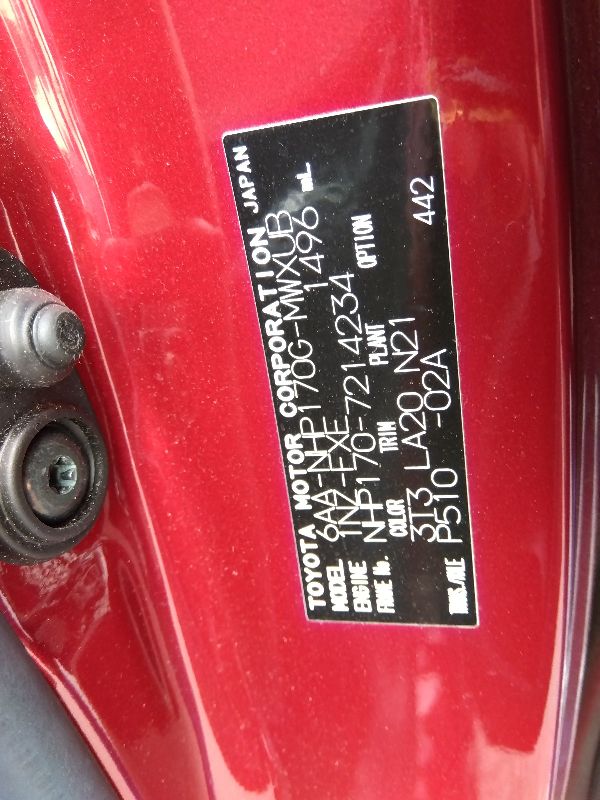 TOYOTA MOTOR CORPORATION JAPAN
MODEL 6AA-NHP170G-MWXUB
ENGINE 1NZ-FXE 1496 mL
FRAME No. NHP170-7214234
COLOR TRIM PLANT OPTION
3T3 LA20 N21 442
TRANS./AXLE P510 -02A